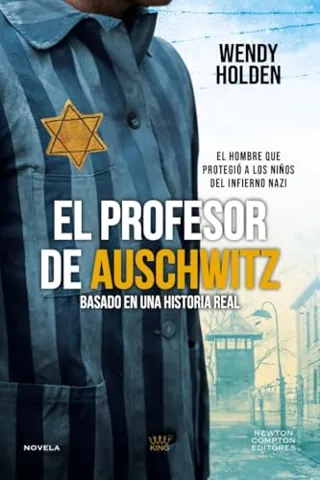 WENDY
HOLDEN
EL HOMBRE QUE
PROTEGIÓ A LOS NIÑOS
DEL INFIERNO NAZI
EL PROFESOR
DE AUSCHWITZ
BASADO EN UNA HISTORIA REAL
NOVELA
KING
NEWTON
COMPTON
EDITORES